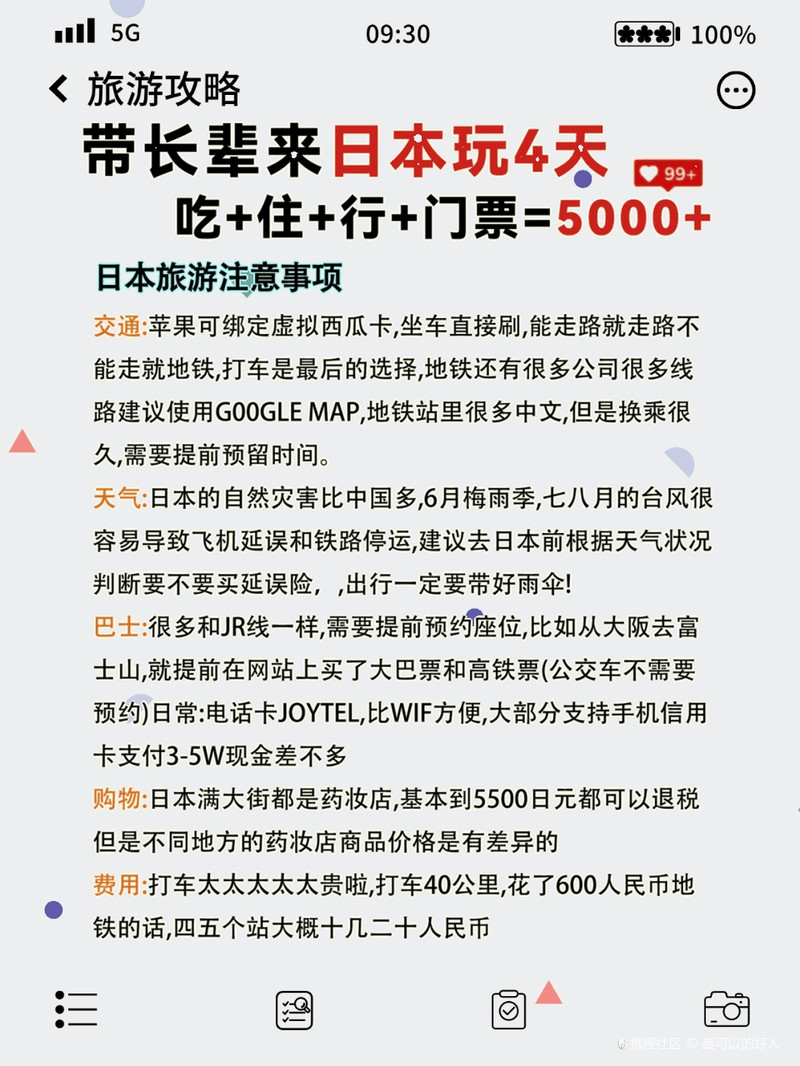 5G 09:30 100%
旅游攻略
带长辈来日本玩4天
99+
吃+住+行+门票=5000+
日本旅游注意事项
交通:苹果可绑定虚拟西瓜卡,坐车直接刷,能走路就走路不
能走就地铁,打车是最后的选择,地铁还有很多公司很多线
路建议使用GOOGLE MAP,地铁站里很多中文,但是换乘很
久,需要提前预留时间。
天气:日本的自然灾害比中国多,6月梅雨季,七八月的台风很
容易导致飞机延误和铁路停运,建议去日本前根据天气状况
判断要不要买延误险，,出行一定要带好雨伞!
巴士:很多和JR线一样,需要提前预约座位,比如从大阪去富
士山,就提前在网站上买了大巴票和高铁票(公交车不需要
预约)日常:电话卡JOYTEL,比WIF方便,大部分支持手机信用
卡支付3-5W现金差不多
购物:日本满大街都是药妆店,基本到5500日元都可以退税
但是不同地方的药妆店商品价格是有差异的
费用:打车太太太太太贵啦,打车40公里,花了600人民币地
铁的话,四五个站大概十几二十人民币
携程社区 © 最可以的好人